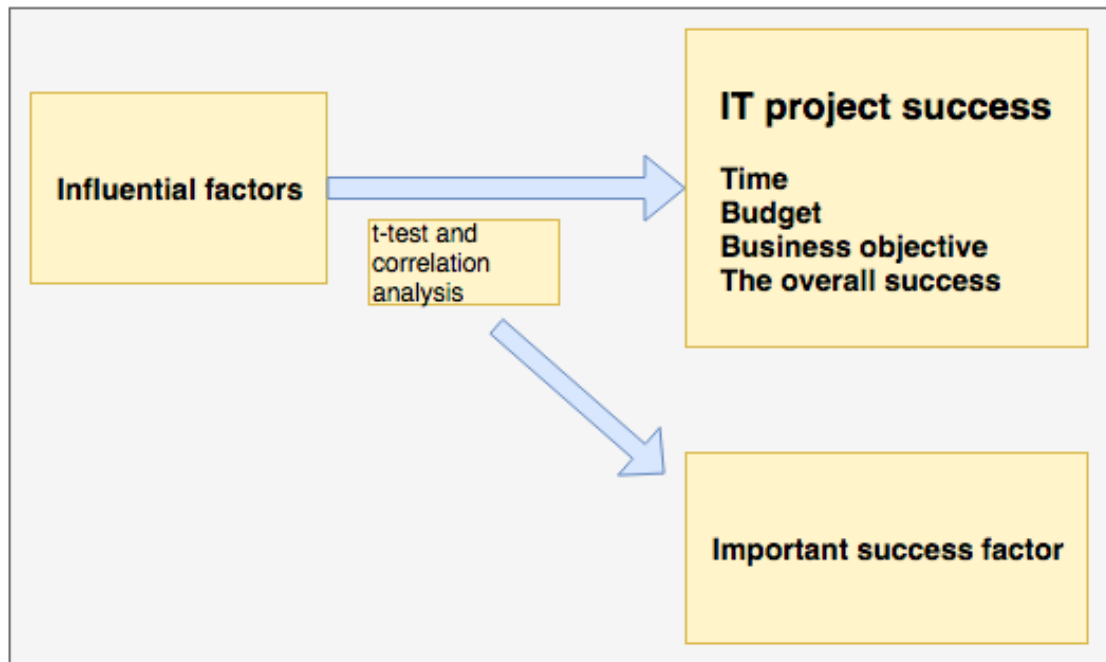 Influential factors
t-test and
correlation
analysis
IT project success
Time
Budget
Business objective
The overall success
Important success factor